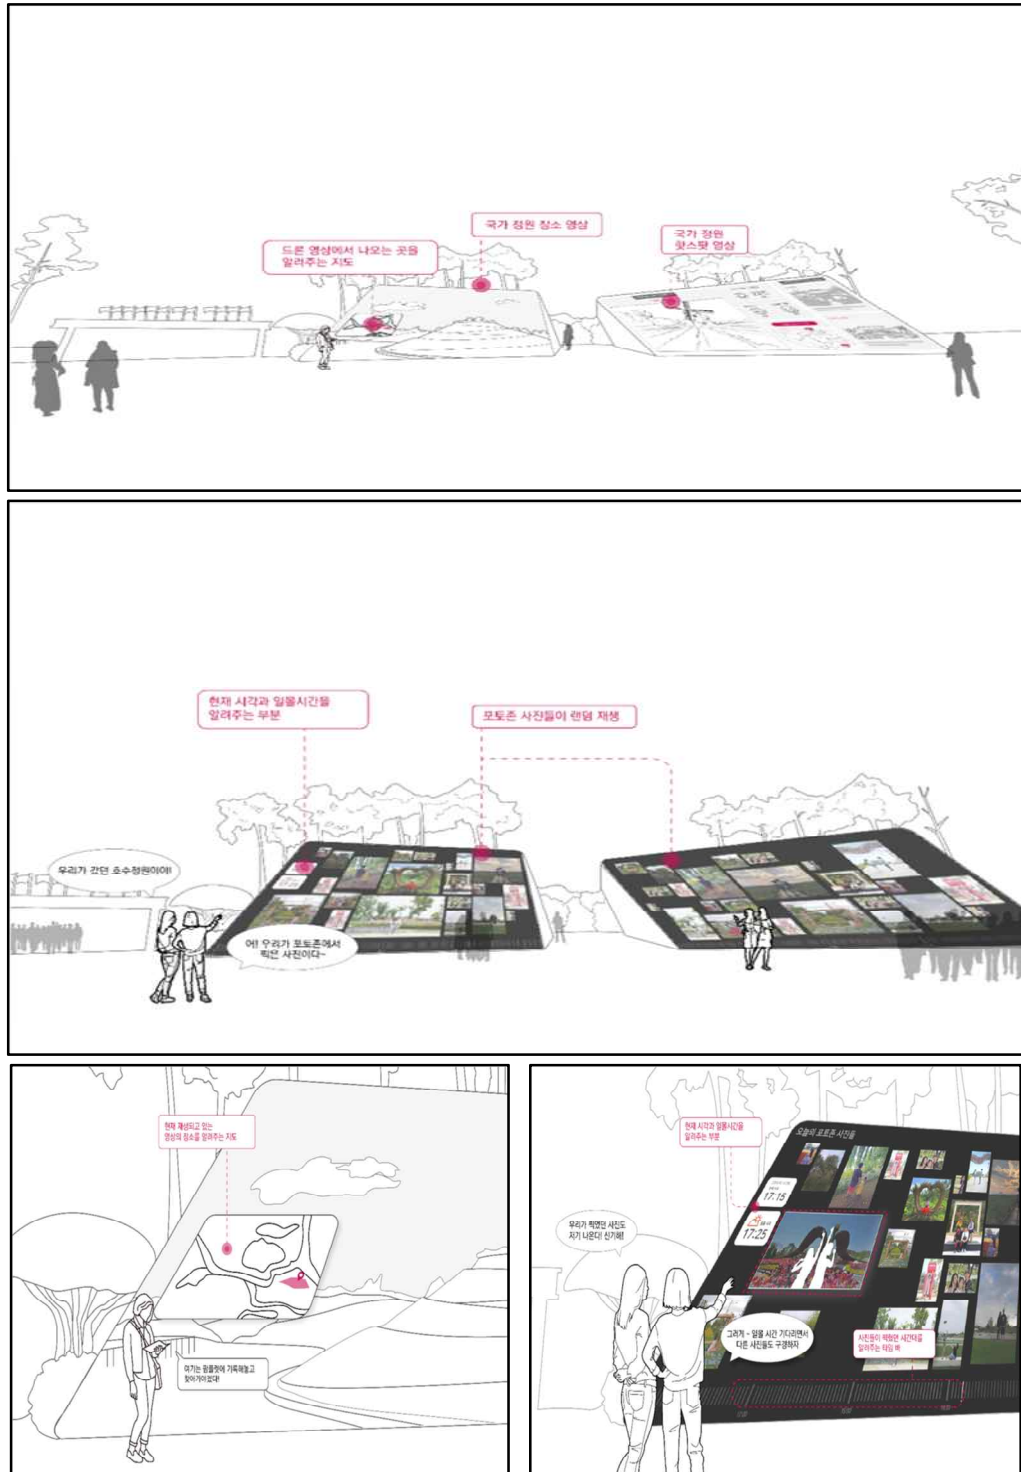 국가 정원 장소 영상
국가 정원
핫스팟 영상
드론 영상에서 나오는 곳을
알려주는 지도
현재 시각과 일몰시간을
알려주는 부분
포토존 사진들이 랜덤 재생
우리가 갔던 호수정원이야!
어! 우리가 포토존에서
찍은 사진이다~
현재 재생되고 있는
영상의 장소를 알려주는 지도
여기는 팜플렛에 기록해놓고
찾아가야겠다!
현재 시각과 일몰시간을
알려주는 부분
오늘의 포토존 사진들
17:15
17:25
우리가 찍었던 사진도
저기 나온다! 신기해!
그러게~ 일몰 시간 기다리면서
다른 사진들도 구경하자
사진들이 찍혔던 시간대를
알려주는 타임 바